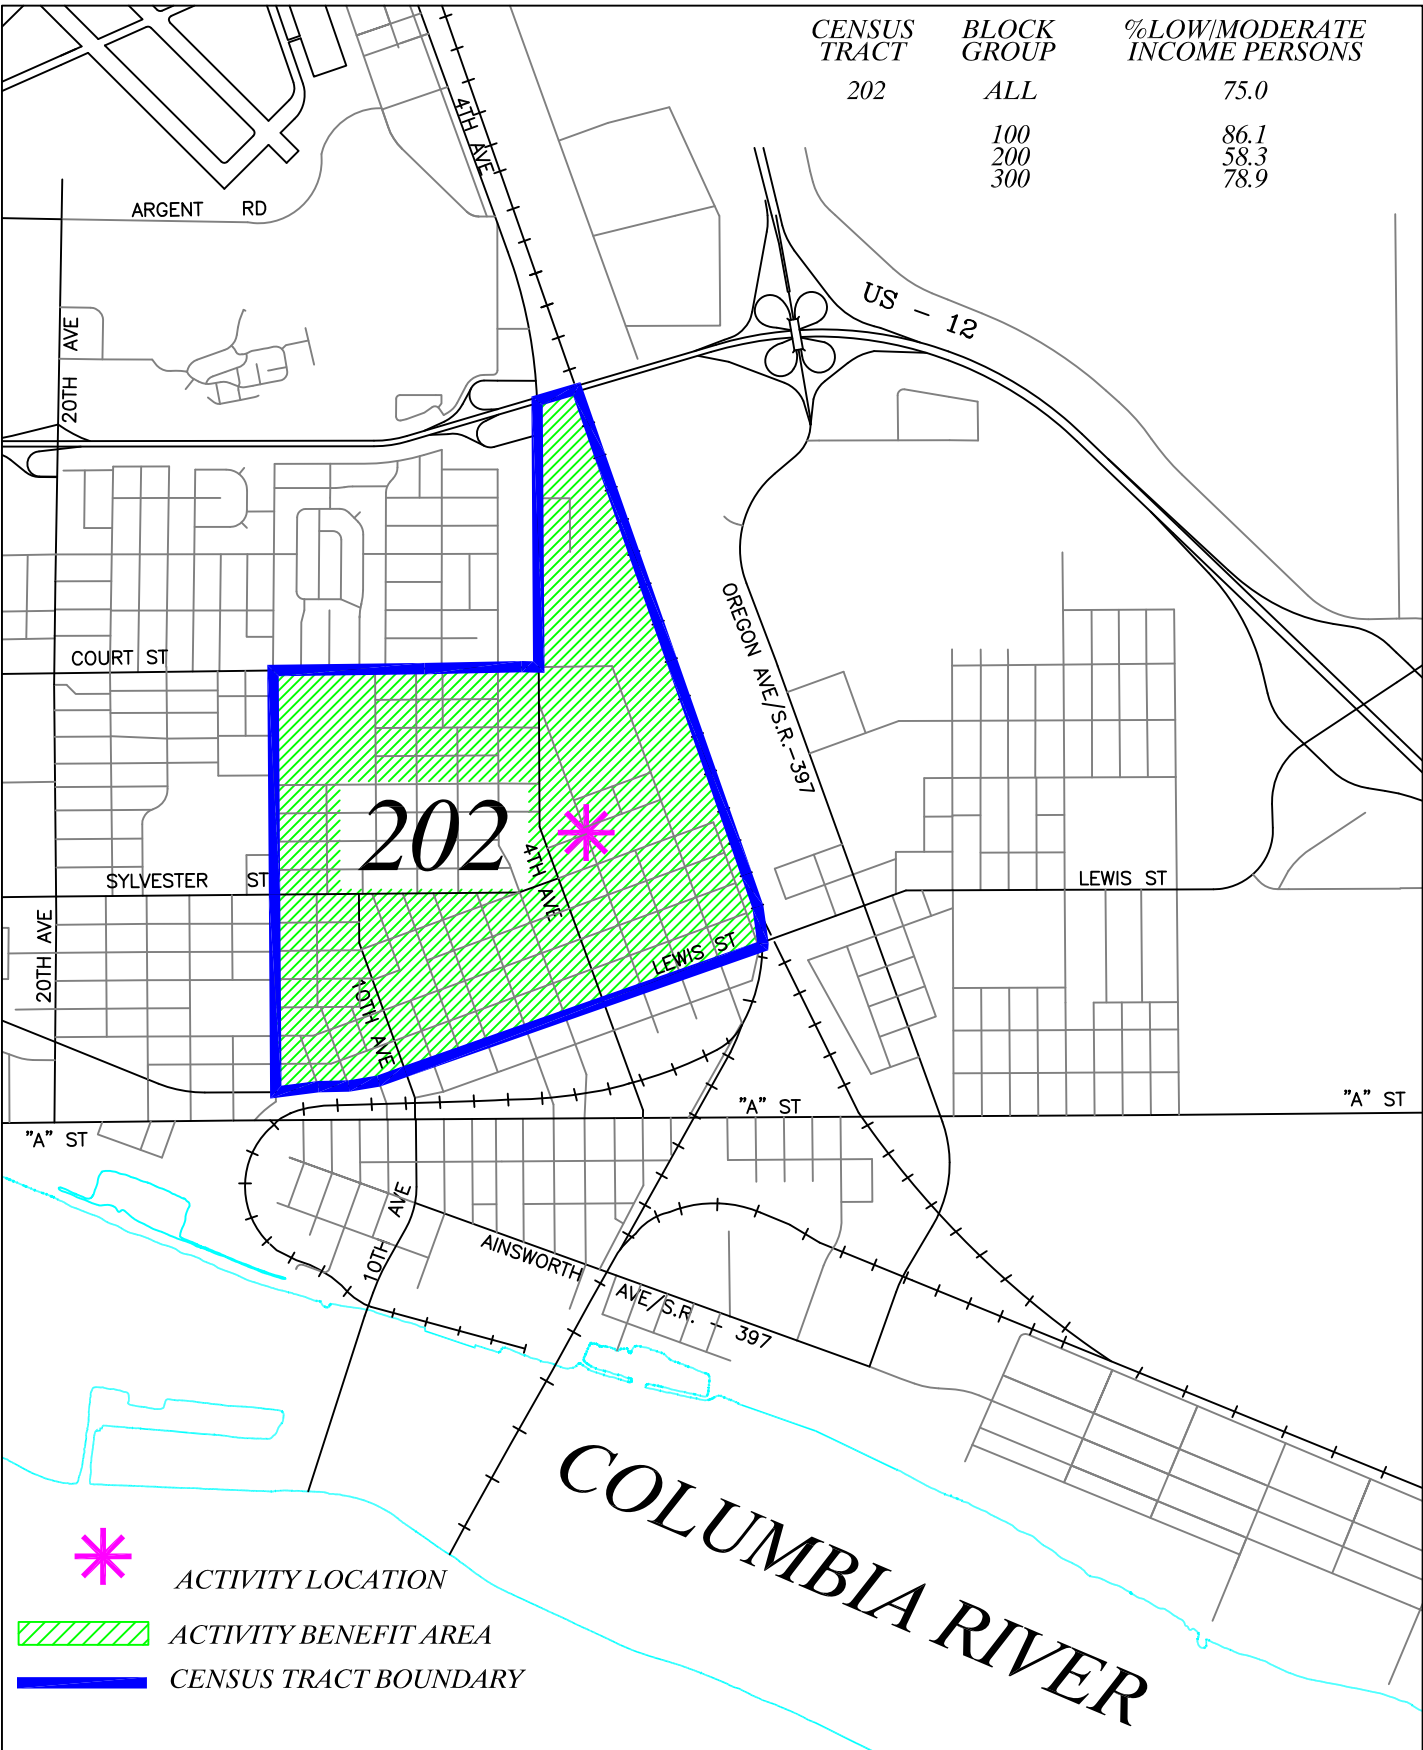 CENSUS TRACT BLOCK GROUP %LOW/MODERATE INCOME PERSONS
202 ALL 75.0
100 86.1
200 58.3
300 78.9
4TH AVE
ARGENT RD
US - 12
20TH AVE
COURT ST
OREGON AVE/S.R.-397
202
4TH AVE
SYLVESTER ST
LEWIS ST
20TH AVE
LEWIS ST
10TH AVE
"A" ST
"A" ST
"A" ST
10TH AVE
AINSWORTH AVE/S.R. - 397
COLUMBIA RIVER
ACTIVITY LOCATION
ACTIVITY BENEFIT AREA
CENSUS TRACT BOUNDARY